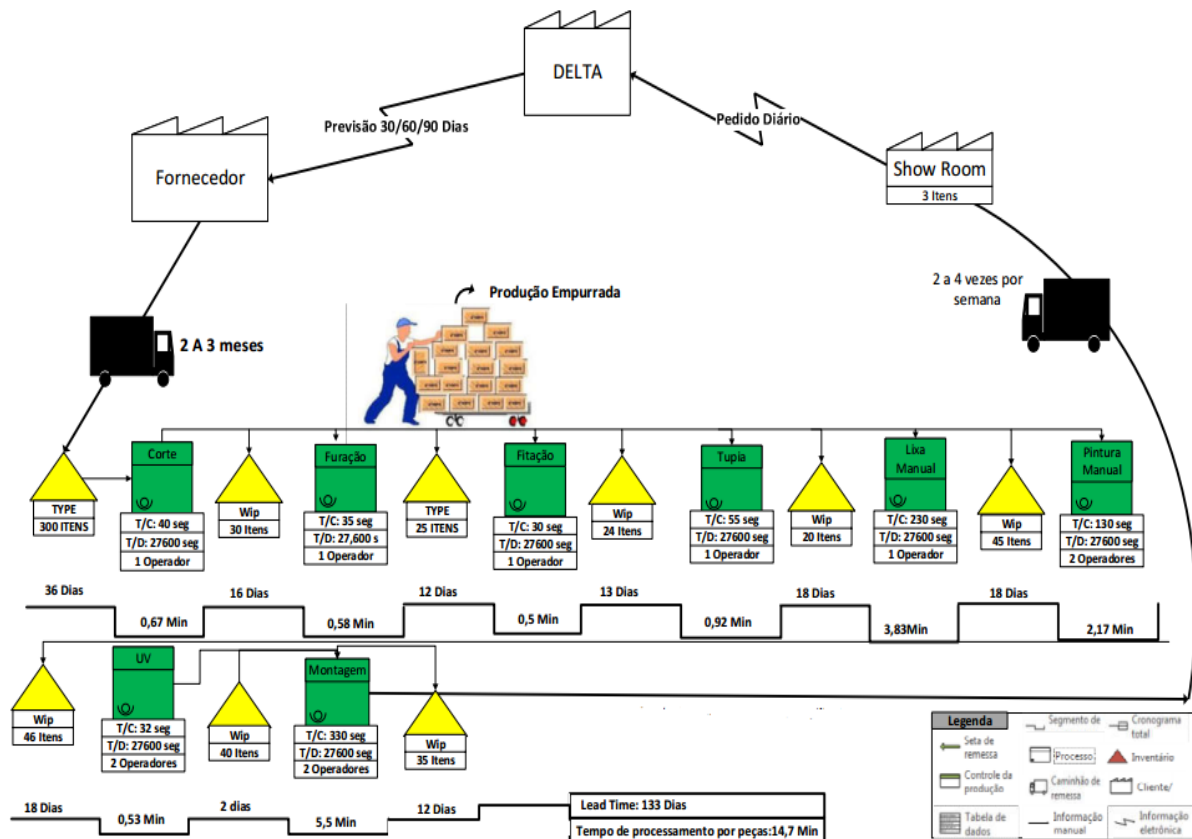 DELTA
Previsão 30/60/90 Dias
Pedido Diário
Fornecedor
Show Room
3 Itens
2 a 4 vezes por
semana
Produção Empurrada
2 A 3 meses
Corte
Furação
Fitação
Tupia
Lixa
Manual
Pintura
Manual
TYPE
300 ITENS
T/C: 40 seg
T/D: 27600 seg
1 Operador
Wip
30 Itens
T/C: 35 seg
T/D: 27,600 s
1 Operador
TYPE
25 ITENS
T/C: 30 seg
T/D: 27600 seg
1 Operador
Wip
24 Itens
T/C: 55 seg
T/D: 27600 seg
1 Operador
Wip
20 Itens
T/C: 230 seg
T/D: 27600 seg
1 Operador
Wip
45 Itens
T/C: 130 seg
T/D: 27600 seg
2 Operadores
36 Dias
0,67 Min
16 Dias
0,58 Min
12 Dias
0,5 Min
13 Dias
0,92 Min
18 Dias
3,83Min
18 Dias
2,17 Min
UV
Montagem
Wip
46 Itens
T/C: 32 seg
T/D: 27600 seg
2 Operadores
Wip
40 Itens
T/C: 330 seg
T/D: 27600 seg
2 Operadores
Wip
35 Itens
18 Dias
0,53 Min
2 dias
5,5 Min
12 Dias
Lead Time: 133 Dias
Tempo de processamento por peças:14,7 Min
Legenda
Seta de
remessa
Controle da
produção
Tabela de
dados
Segmento de
Processo
Caminhão de
remessa
Informação
manual
Cronograma
total
Inventário
Cliente/
Informação
eletrônica